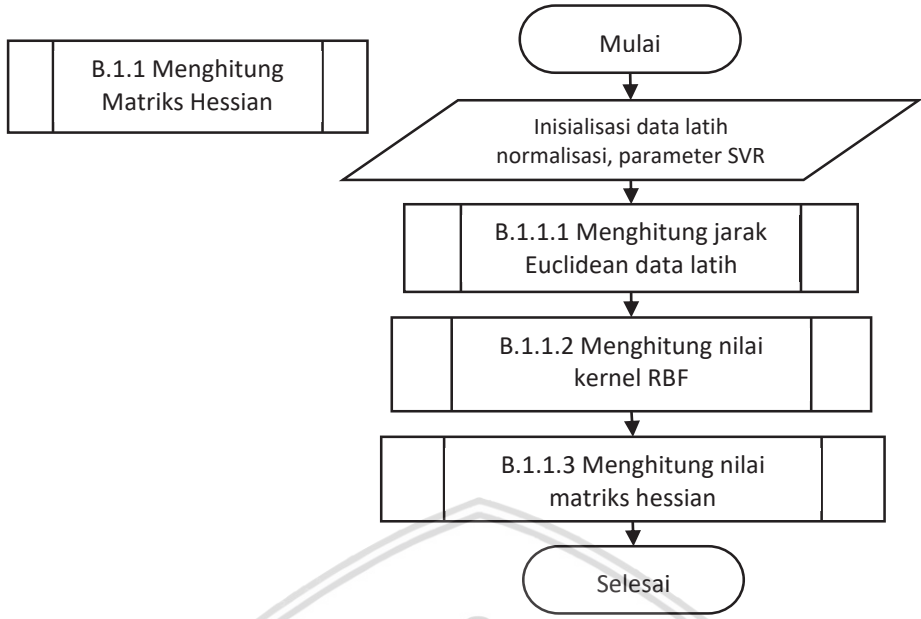 B.1.1 Menghitung
Matriks Hessian
Mulai
Inisialisasi data latih
normalisasi, parameter SVR
B.1.1.1 Menghitung jarak
Euclidean data latih
B.1.1.2 Menghitung nilai
kernel RBF
B.1.1.3 Menghitung nilai
matriks hessian
Selesai